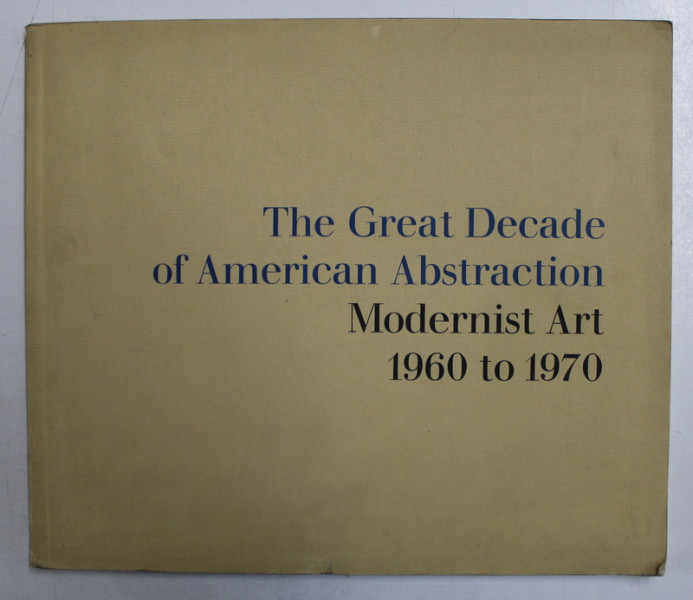 The Great Decade
of American Abstraction
Modernist Art
1960 to 1970